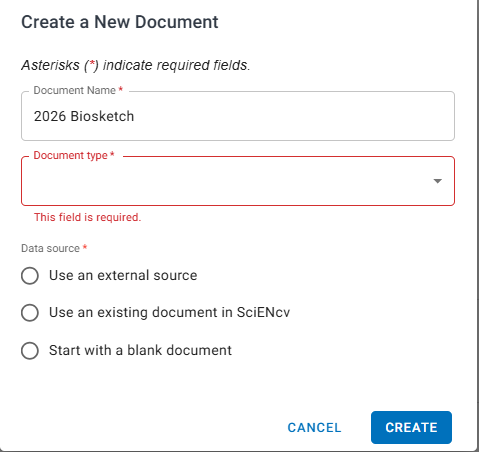 Create a New Document
Asterisks (*) indicate required fields.
Document Name *
2026 Biosketch
Document type *
This field is required.
Data source *
Use an external source
Use an existing document in SciENcv
Start with a blank document
CANCEL CREATE